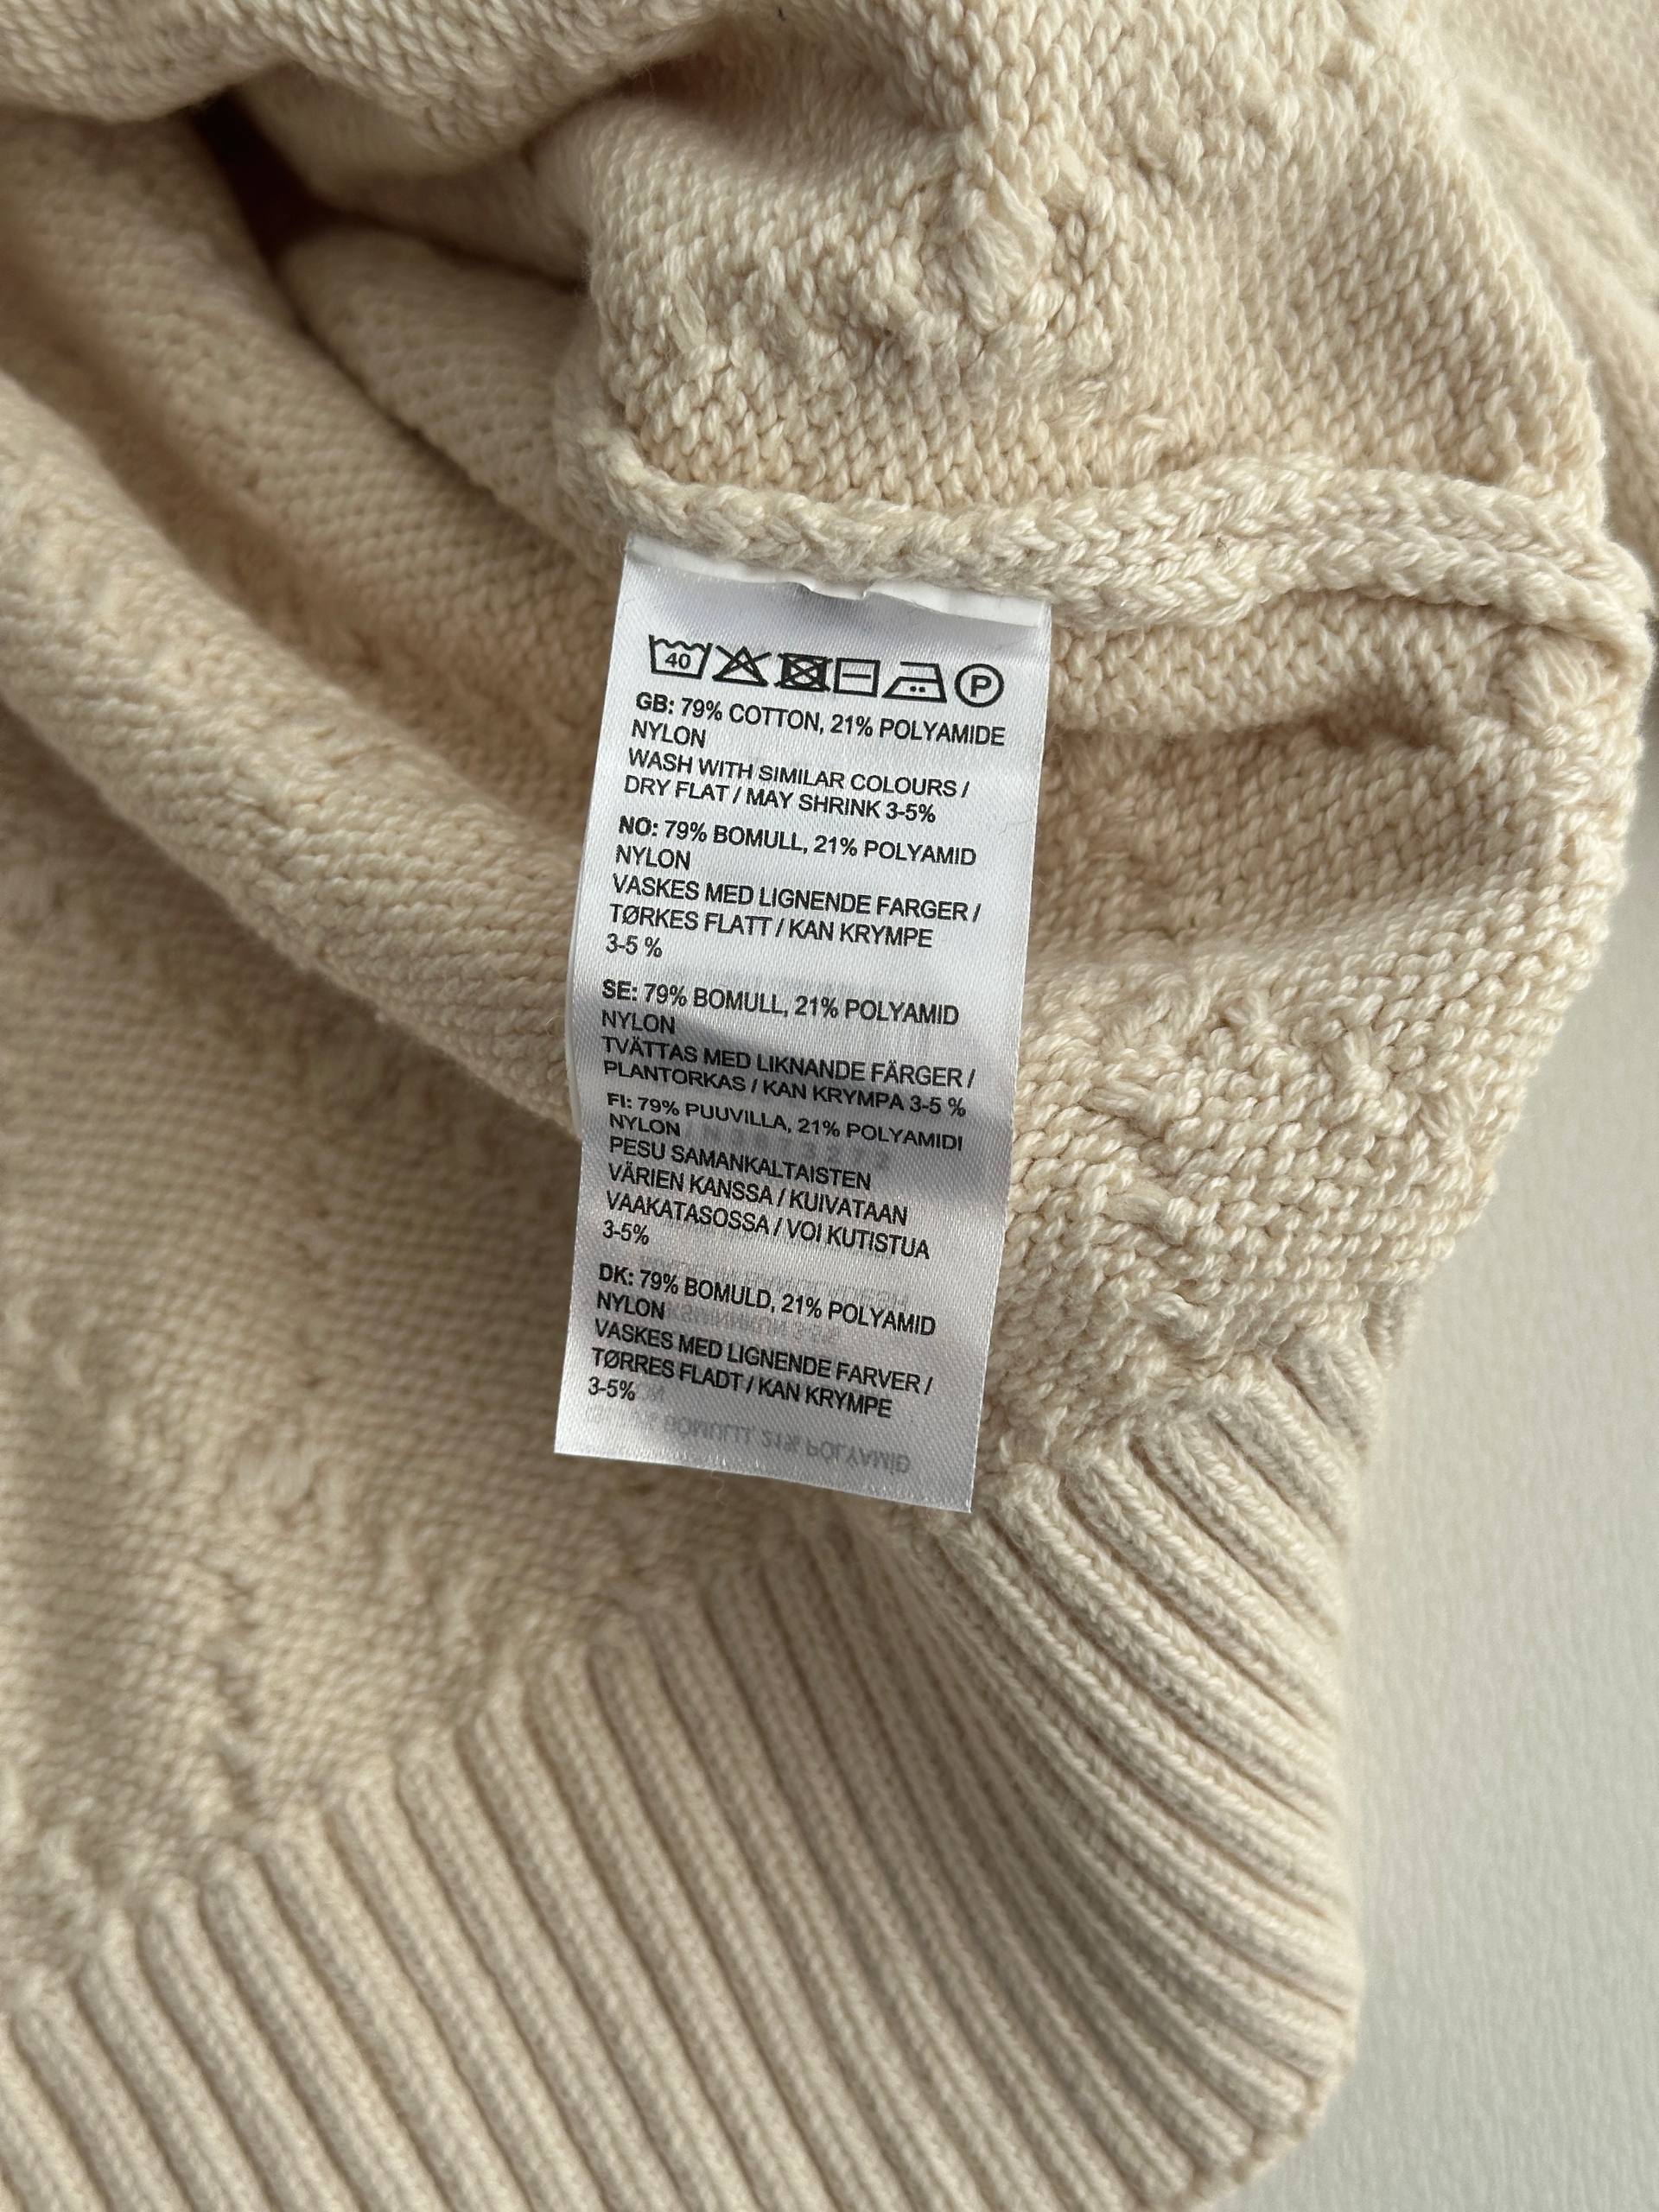 40 P
GB: 79% COTTON, 21% POLYAMIDE
NYLON
WASH WITH SIMILAR COLOURS /
DRY FLAT / MAY SHRINK 3-5%
NO: 79% BOMULL, 21% POLYAMID
NYLON
VASKES MED LIGNENDE FARGER /
TØRKES FLATT / KAN KRYMPE
3-5 %
SE: 79% BOMULL, 21% POLYAMID
NYLON
TVÄTTAS MED LIKNANDE FÄRGER /
PLANTORKAS / KAN KRYMPA 3-5 %
FI: 79% PUUVILLA, 21% POLYAMIDI
NYLON
PESU SAMANKALTAISTEN
VÄRIEN KANSSA / KUIVATAAN
VAAKATASOSSA / VOI KUTISTUA
3-5%
DK: 79% BOMULD, 21% POLYAMID
NYLON
VASKES MED LIGNENDE FARVER /
TØRRES FLADT / KAN KRYMPE
3-5%